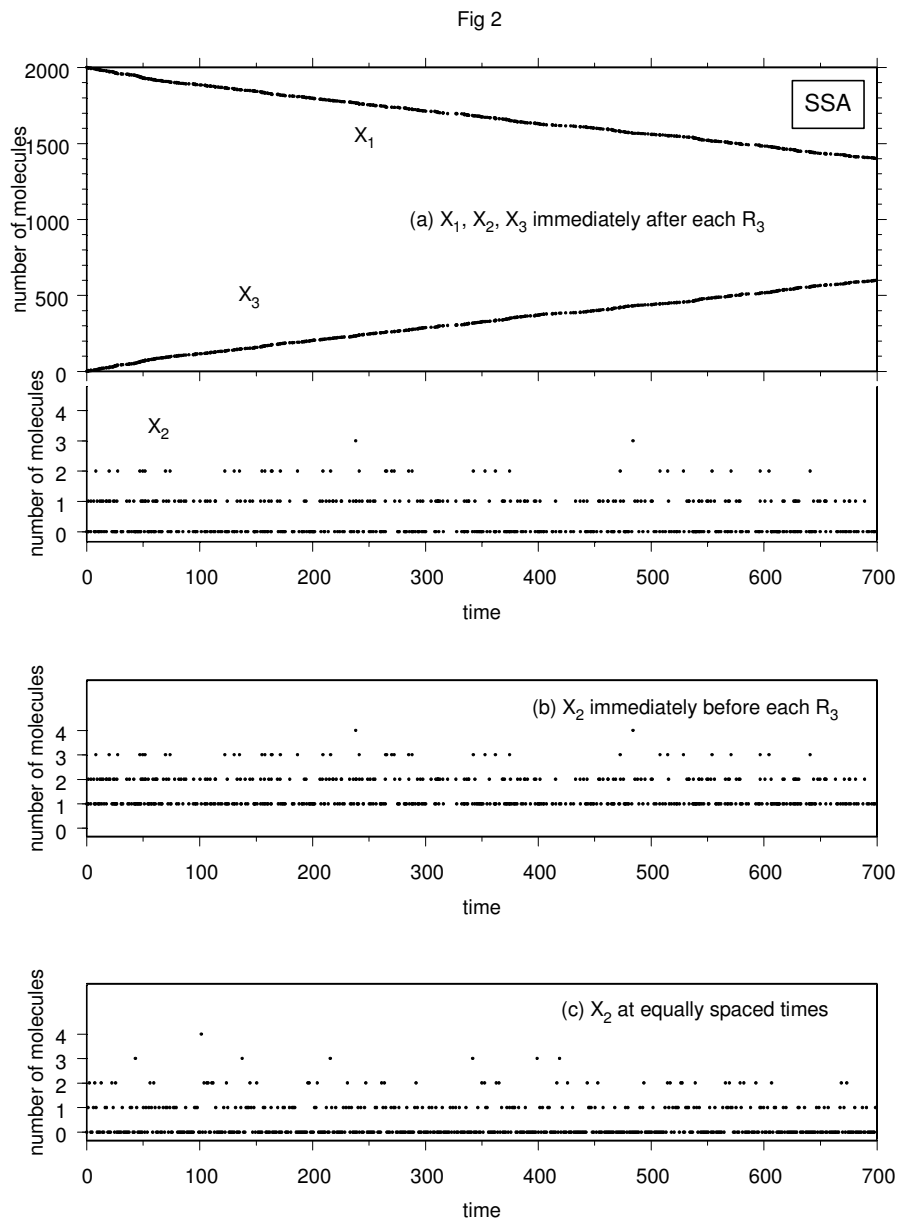 Fig 2
2000
1500
1000
500
0
number of molecules
SSA
X1
(a) X1, X2, X3 immediately after each R3
X3
4
3
2
1
0
number of molecules
X2
0 100 200 300 400 500 600 700
time
4
3
2
1
0
number of molecules
(b) X2 immediately before each R3
0 100 200 300 400 500 600 700
time
4
3
2
1
0
number of molecules
(c) X2 at equally spaced times
0 100 200 300 400 500 600 700
time